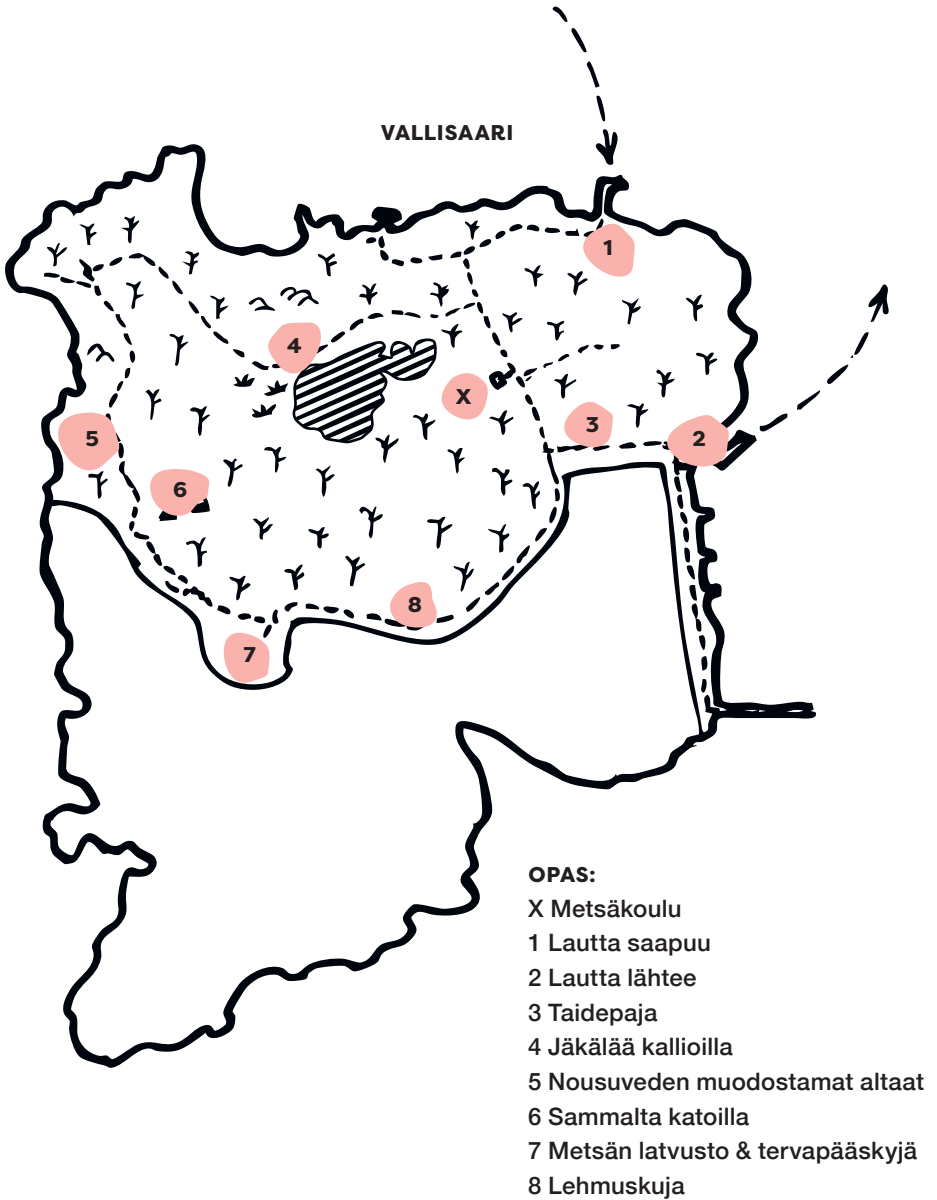 VALLISAARI
1
4
X
3
2
5
6
8
7
OPAS:
X Metsäkoulu
1 Lautta saapuu
2 Lautta lähtee
3 Taidepaja
4 Jäkälää kallioilla
5 Nousuveden muodostamat altaat
6 Sammalta katoilla
7 Metsän latvusto & tervapääskyjä
8 Lehmuskuja